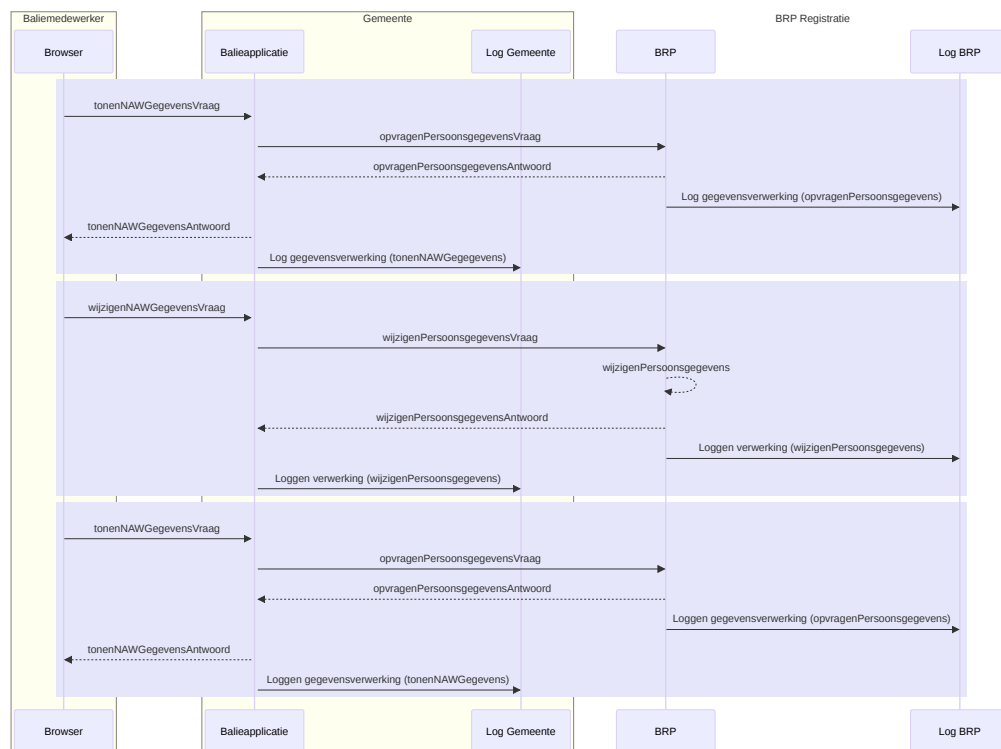 Baliemedewerker
Gemeente
BRP Registratie
Browser
Balieapplicatie
Log Gemeente
BRP
Log BRP
tonenNAWGegevensVraag
opvragenPersoonsgegevensVraag
opvragenPersoonsgegevensAntwoord
Log gegevensverwerking (opvragenPersoonsgegevens)
tonenNAWGegevensAntwoord
Log gegevensverwerking (tonenNAWGegegevens)
wijzigenNAWGegevensVraag
wijzigenPersoonsgegevensVraag
wijzigenPersoonsgegevens
wijzigenPersoonsgegevensAntwoord
Loggen verwerking (wijzigenPersoonsgegevens)
Loggen verwerking (wijzigenPersoonsgegevens)
tonenNAWGegevensVraag
opvragenPersoonsgegevensVraag
opvragenPersoonsgegevensAntwoord
Loggen gegevensverwerking (opvragenPersoonsgegevens)
tonenNAWGegevensAntwoord
Loggen gegevensverwerking (tonenNAWGegevens)
Browser
Balieapplicatie
Log Gemeente
BRP
Log BRP